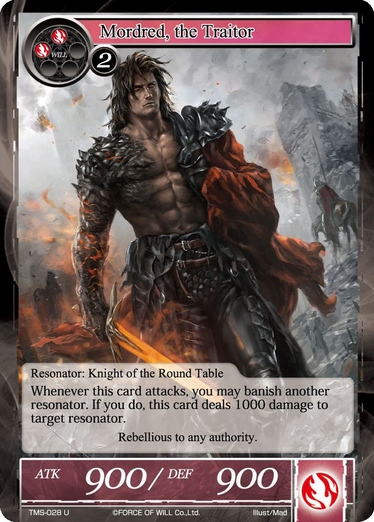 Mordred, the Traitor
WILL
2
Resonator: Knight of the Round Table
Whenever this card attacks, you may banish another
resonator. If you do, this card deals 1000 damage to
target resonator.
Rebellious to any authority.
ATK 900 / DEF 900
TMS-028 U ©FORCE OF WILL Co.,Ltd. Illust/Mad